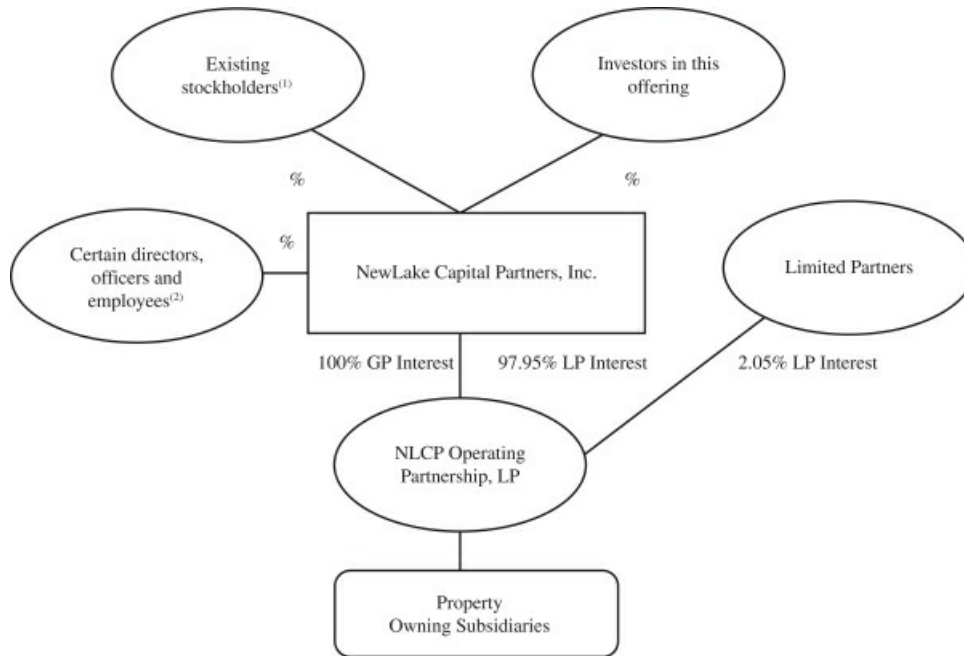 Existing
stockholders(1)
Investors in this
offering
%
%
%
Certain directors,
officers and
employees(2)
NewLake Capital Partners, Inc.
Limited Partners
100% GP Interest
97.95% LP Interest
2.05% LP Interest
NLCP Operating
Partnership, LP
Property
Owning Subsidiaries